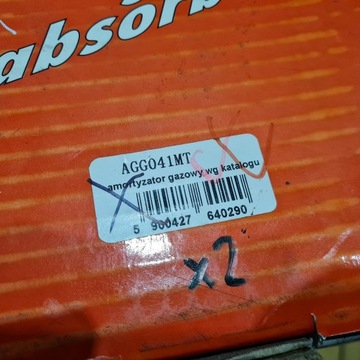 absorb
AGG041MT
amortyzator gazowy wg katalogu
5 900427 640290
x2